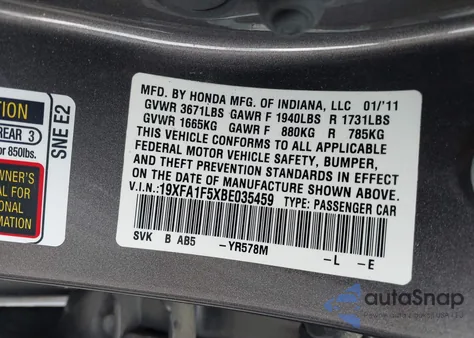 TION
REAR 3
or 850lbs.
WNER'S
AL FOR
ONAL
MATION
SNE E2
MFD. BY HONDA MFG. OF INDIANA, LLC 01/'11
GVWR 3671LBS GAWR F 1940LBS R 1731LBS
GVWR 1665KG GAWR F 880KG R 785KG
THIS VEHICLE CONFORMS TO ALL APPLICABLE
FEDERAL MOTOR VEHICLE SAFETY, BUMPER,
AND THEFT PREVENTION STANDARDS IN EFFECT
ON THE DATE OF MANUFACTURE SHOWN ABOVE.
V.I.N.:19XFA1F5XBE035459 TYPE: PASSENGER CAR
SVK B AB5 -YR578M -L -E
autoSnap